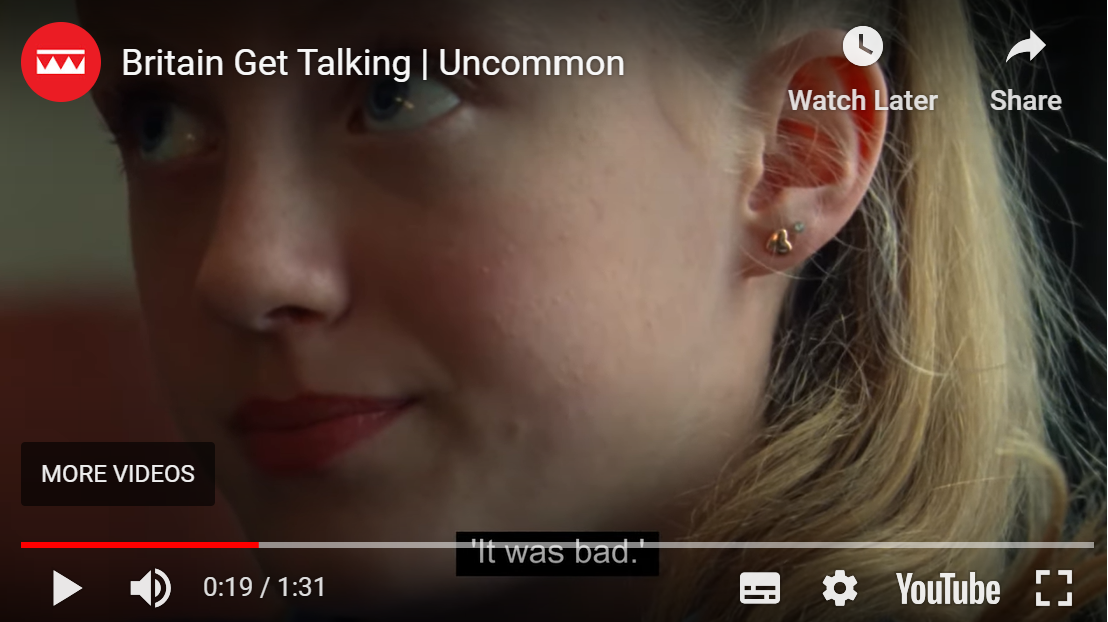 Britain Get Talking | Uncommon
Watch Later
Share
MORE VIDEOS
'It was bad.'
0:19 / 1:31
YouTube